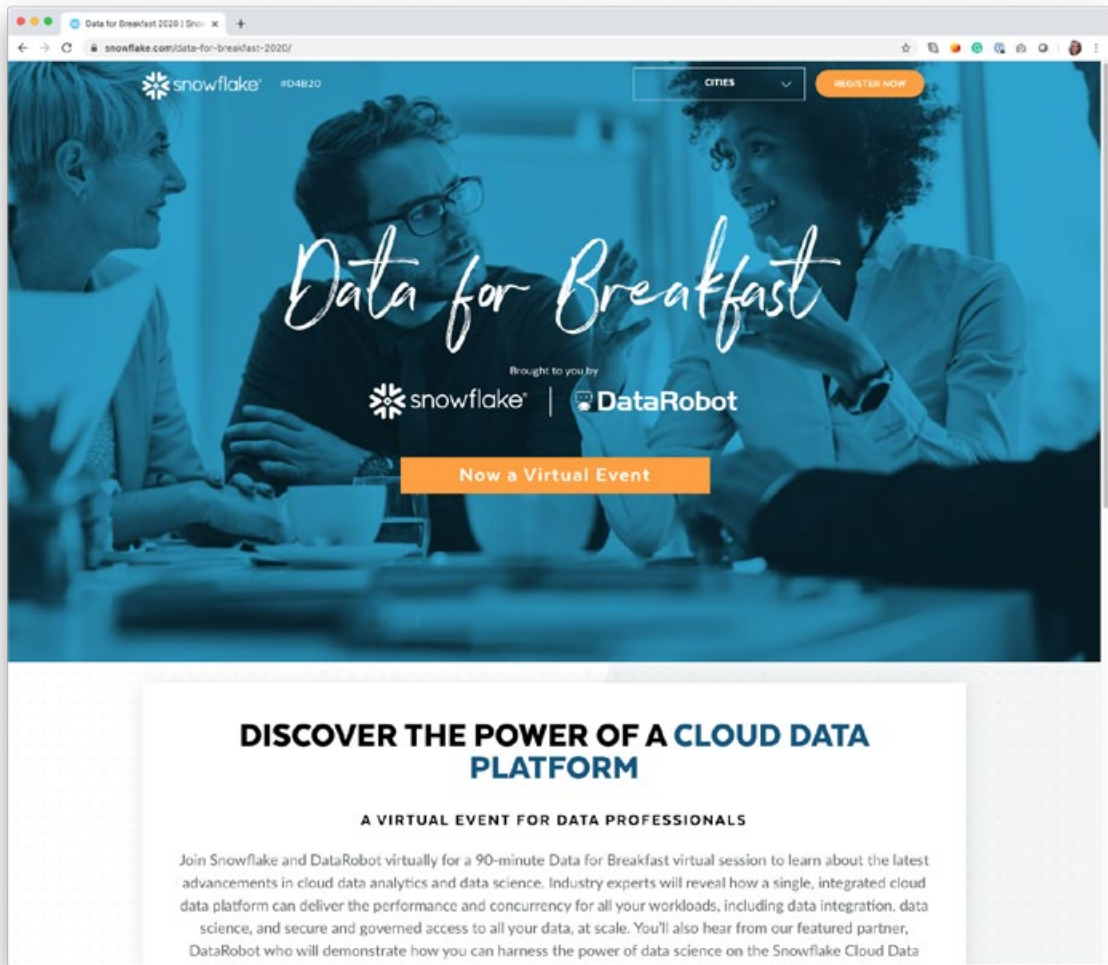 Data for Breakfast 2020 | Snow
snowflake.com/data-for-breakfast-2020/
snowflake® #D4B20
CITIES
REGISTER NOW
Data for Breakfast
Brought to you by
snowflake® | DataRobot
Now a Virtual Event
DISCOVER THE POWER OF A CLOUD DATA
PLATFORM
A VIRTUAL EVENT FOR DATA PROFESSIONALS
Join Snowflake and DataRobot virtually for a 90-minute Data for Breakfast virtual session to learn about the latest
advancements in cloud data analytics and data science. Industry experts will reveal how a single, integrated cloud
data platform can deliver the performance and concurrency for all your workloads, including data integration, data
science, and secure and governed access to all your data, at scale. You'll also hear from our featured partner,
DataRobot who will demonstrate how you can harness the power of data science on the Snowflake Cloud Data